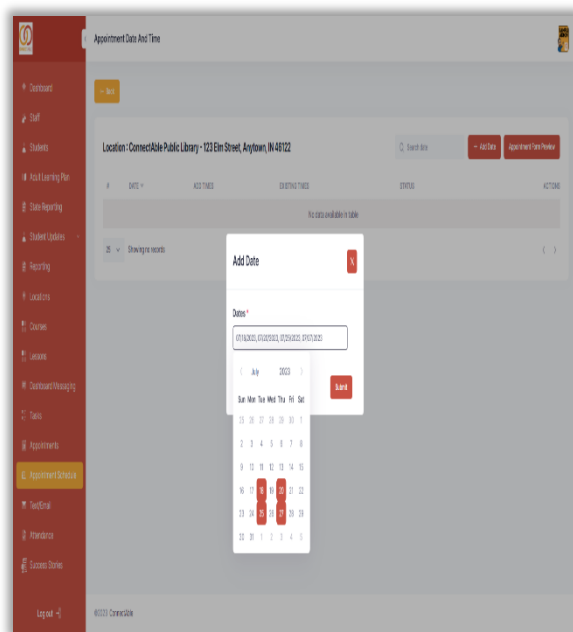 Appointment Date And Time
← Back
Dashboard
Staff
Students
Adult Learning Plan
State Reporting
Student Updates
Reporting
Locations
Courses
Lessons
Dashboard Messaging
Tasks
Appointments
Appointment Schedule
Text/Email
Attendance
Success Stories
Log out
Location : ConnectAble Public Library - 123 Elm Street, Anytown, IN 46122
Search date
Add Date
Appointment Form Preview
# DATE ADD TIMES EXISTING TIMES STATUS ACTIONS
No data available in table
25 Showing no records
Add Date
X
Dates *
07/18/2023, 07/20/2023, 07/25/2023, 07/27/2023
July 2023
Sun Mon Tue Wed Thu Fri Sat
25 26 27 28 29 30 1
2 3 4 5 6 7 8
9 10 11 12 13 14 15
16 17 18 19 20 21 22
23 24 25 26 27 28 29
30 31 1 2 3 4 5
Submit
©2023 ConnectAble